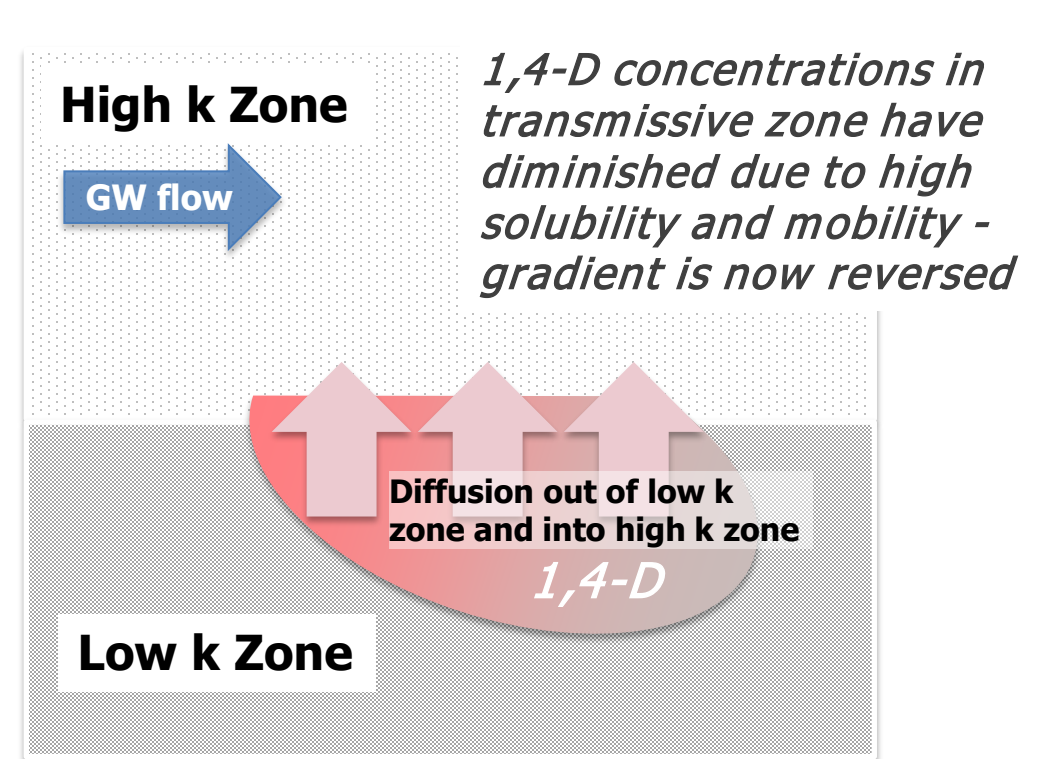 High k Zone
GW flow
1,4-D concentrations in
transmissive zone have
diminished due to high
solubility and mobility -
gradient is now reversed
Diffusion out of low k
zone and into high k zone
1,4-D
Low k Zone